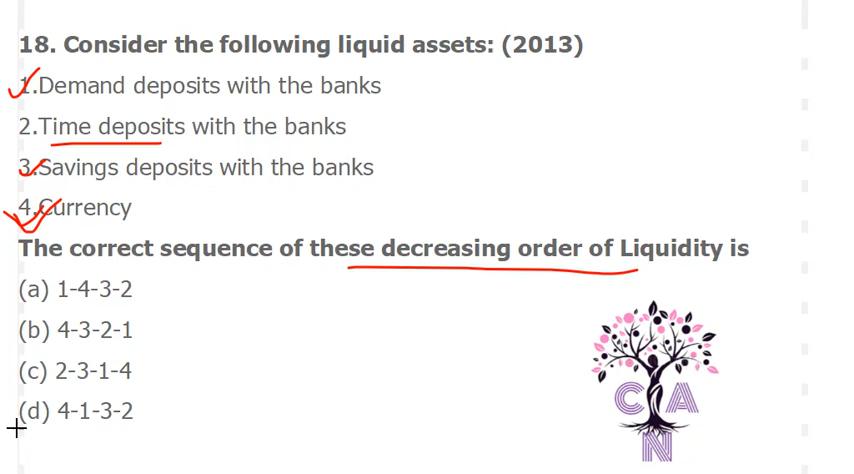 18. Consider the following liquid assets: (2013)
1.Demand deposits with the banks
2.Time deposits with the banks
3.Savings deposits with the banks
4.Currency
The correct sequence of these decreasing order of Liquidity is
(a) 1-4-3-2
(b) 4-3-2-1
(c) 2-3-1-4
(d) 4-1-3-2
C A
N